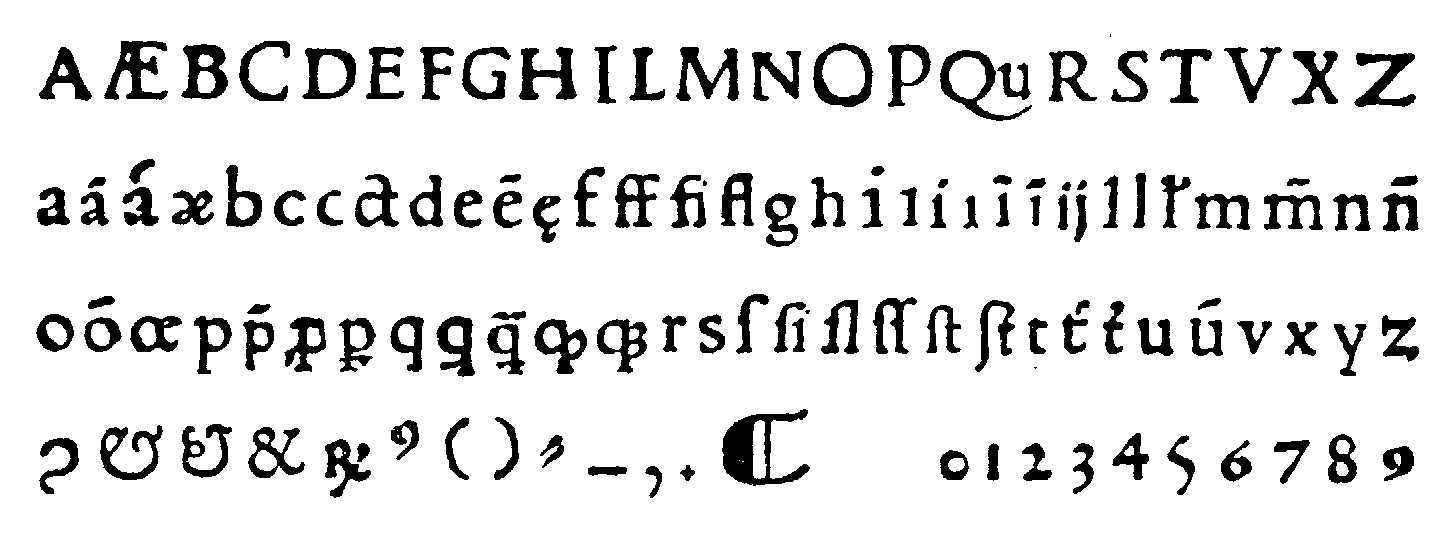 A Æ B C D E F G H I L M N O P Qu R S T V X Z
a á á æ b c c ct d e ē ę f ff fi fl g h i ı í ı ī ī ij l l ł m m̄ n n̄
o ō œ p p̄ ꝓ ꝑ q q q̄ ꝙ r s ſ ſi ſl ſſ ſt t t́ t u ū v x y z
ꝯ & & & ꝶ ꝰ ( ) – , . ℂ 0 1 2 3 4 5 6 7 8 9